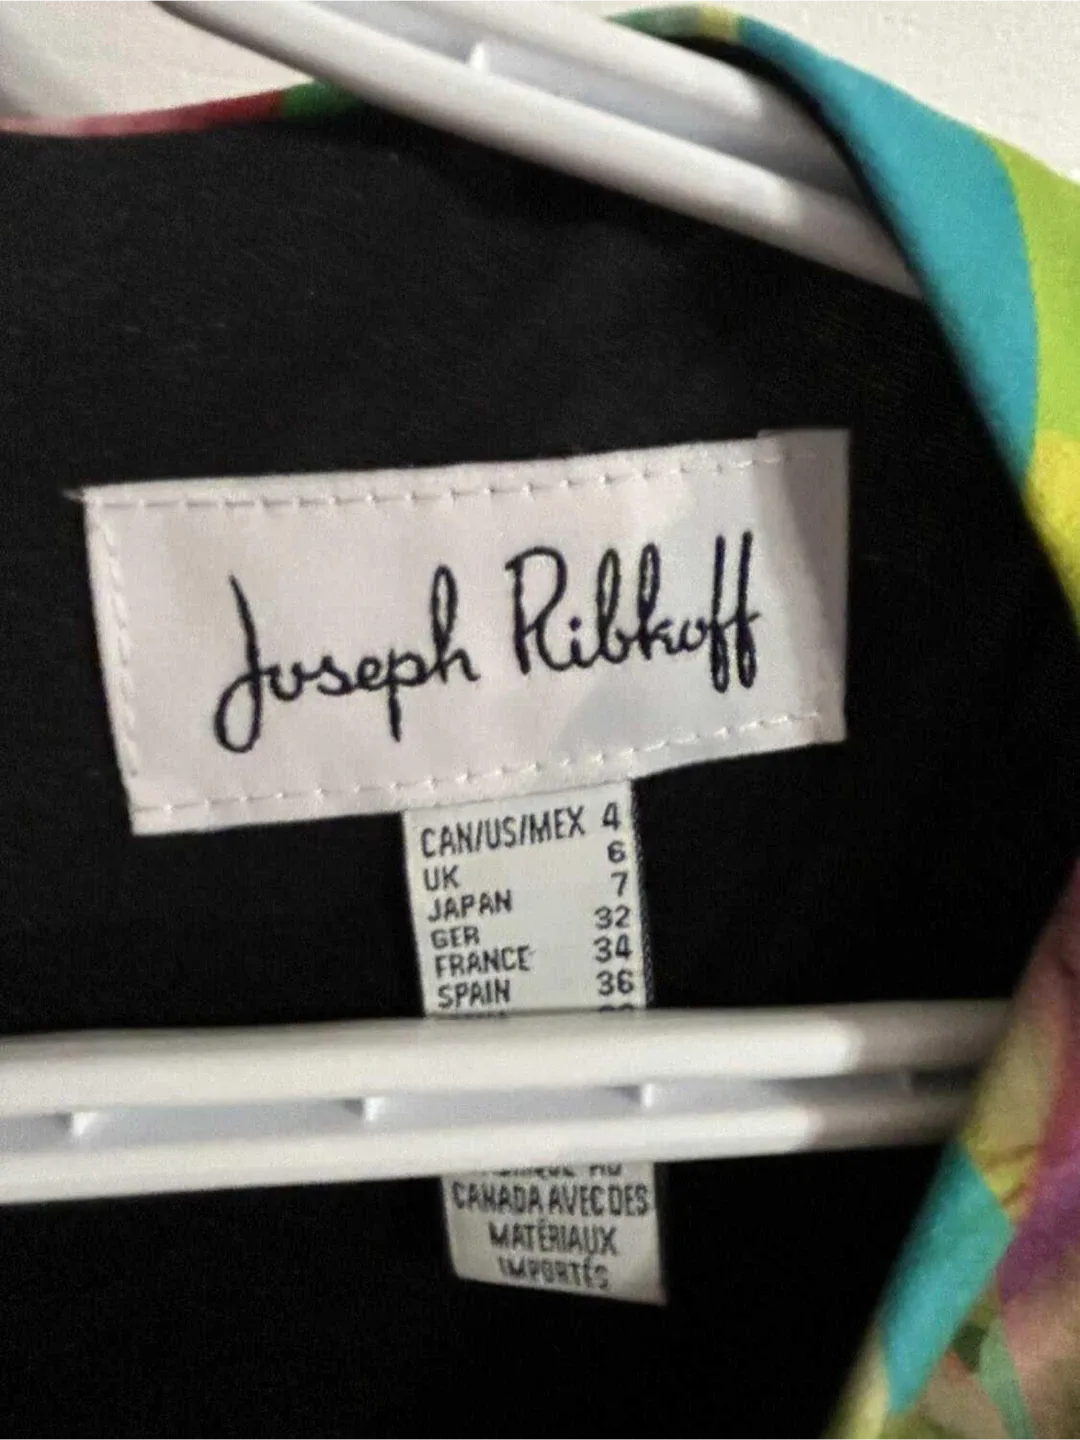 Joseph Ribkoff
CAN/US/MEX 4
UK 6
JAPAN 7
GER 32
FRANCE 34
SPAIN 36
AU
CANADA AVEC DES
MATÉRIAUX
IMPORTÉS